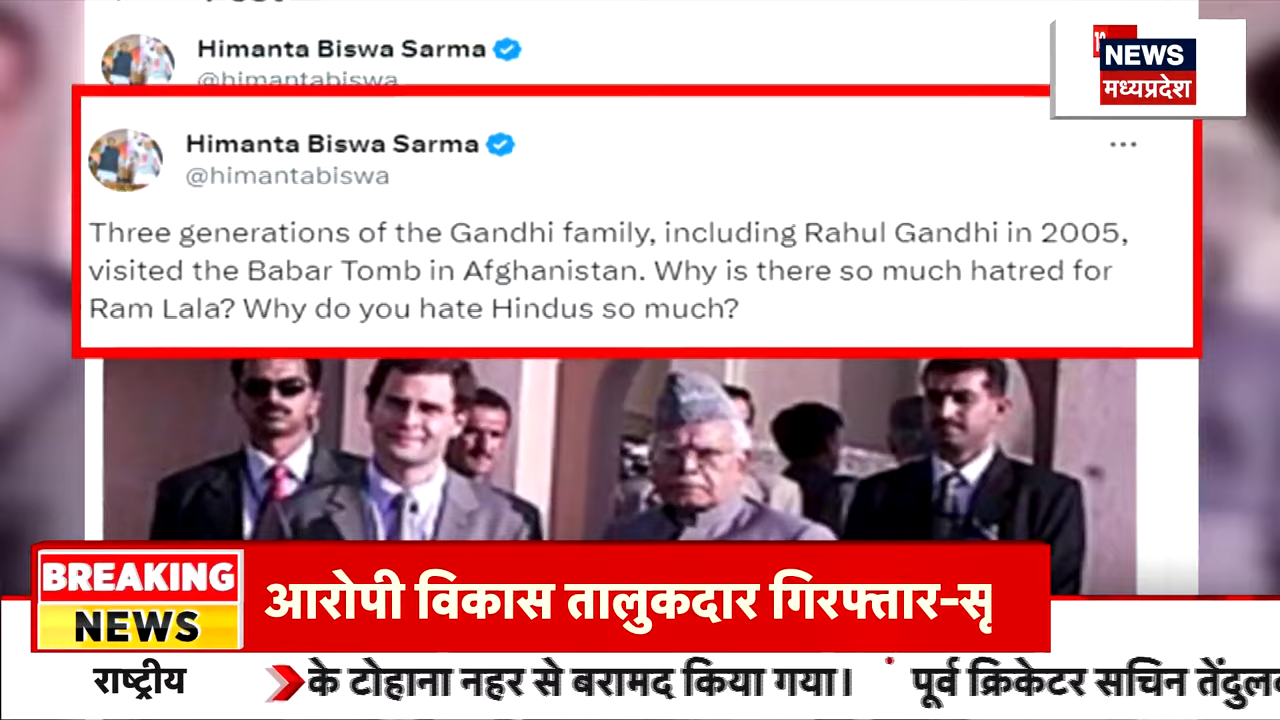 Himanta Biswa Sarma
@himantabiswa
NEWS
मध्यप्रदेश
Himanta Biswa Sarma
@himantabiswa
Three generations of the Gandhi family, including Rahul Gandhi in 2005,
visited the Babar Tomb in Afghanistan. Why is there so much hatred for
Ram Lala? Why do you hate Hindus so much?
BREAKING
NEWS
आरोपी विकास तालुकदार गिरफ्तार-सृ
राष्ट्रीय
के टोहाना नहर से बरामद किया गया। पूर्व क्रिकेटर सचिन